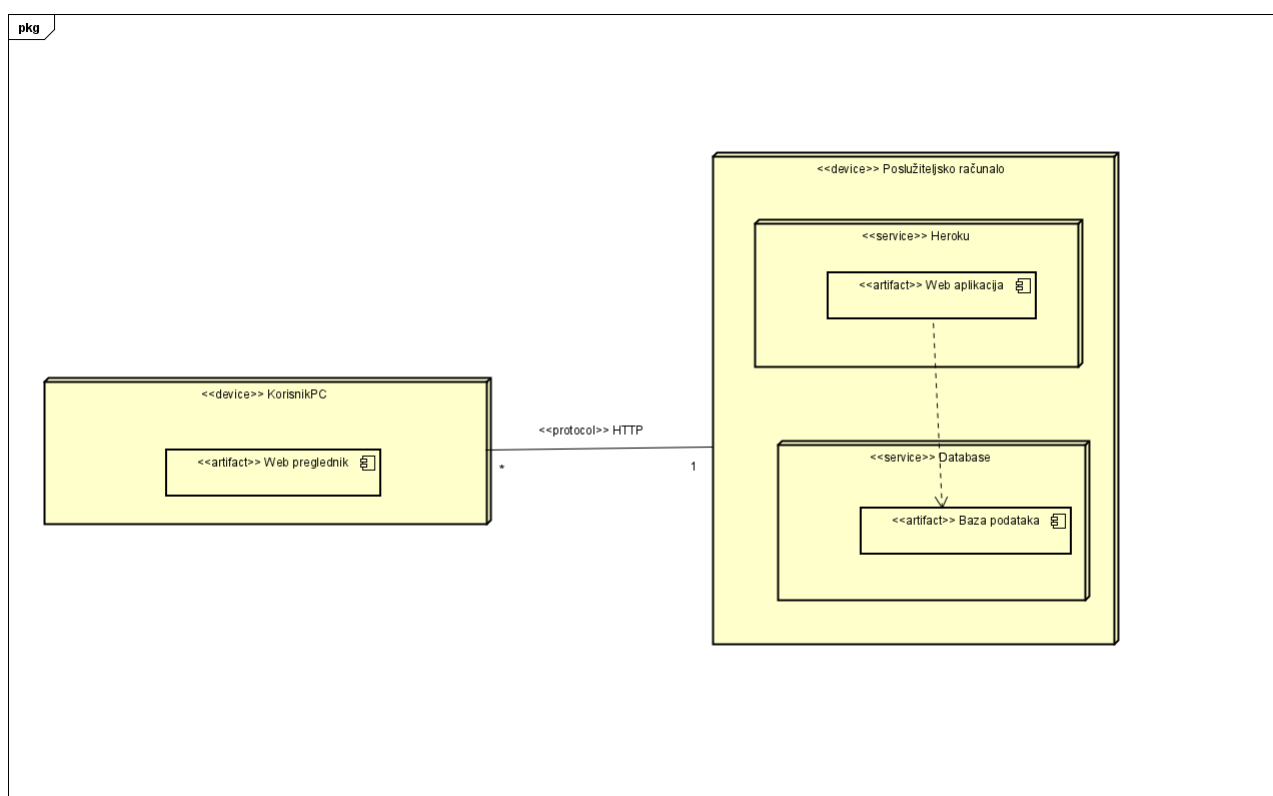 pkg
<<device>> Poslužiteljsko računalo
<<service>> Heroku
<<artifact>> Web aplikacija
<<device>> KorisnikPC
<<protocol>> HTTP
<<artifact>> Web preglednik
*
1
<<service>> Database
<<artifact>> Baza podataka